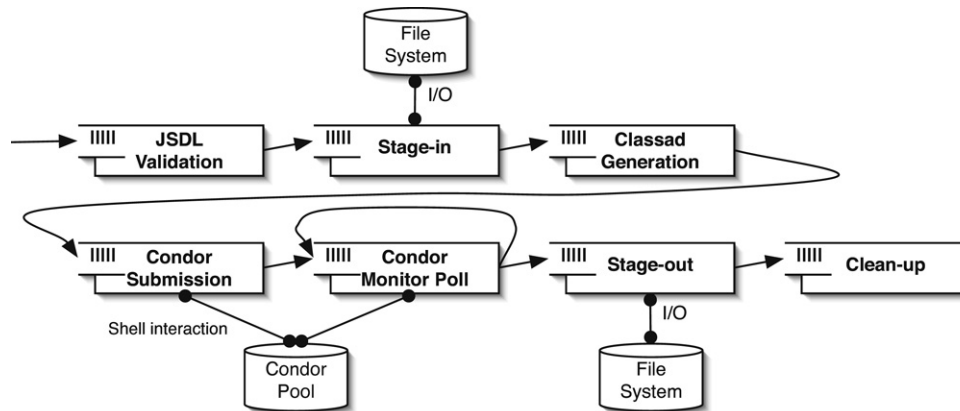 File
System
I/O
JSDL
Validation
Stage-in
Classad
Generation
Condor
Submission
Condor
Monitor Poll
Stage-out
Clean-up
Shell interaction
I/O
Condor
Pool
File
System